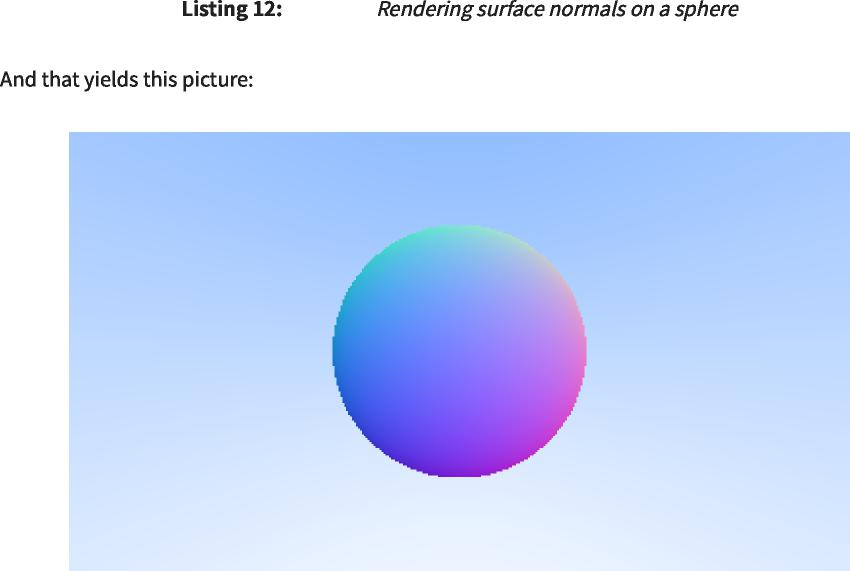 Listing 12: Rendering surface normals on a sphere
And that yields this picture: